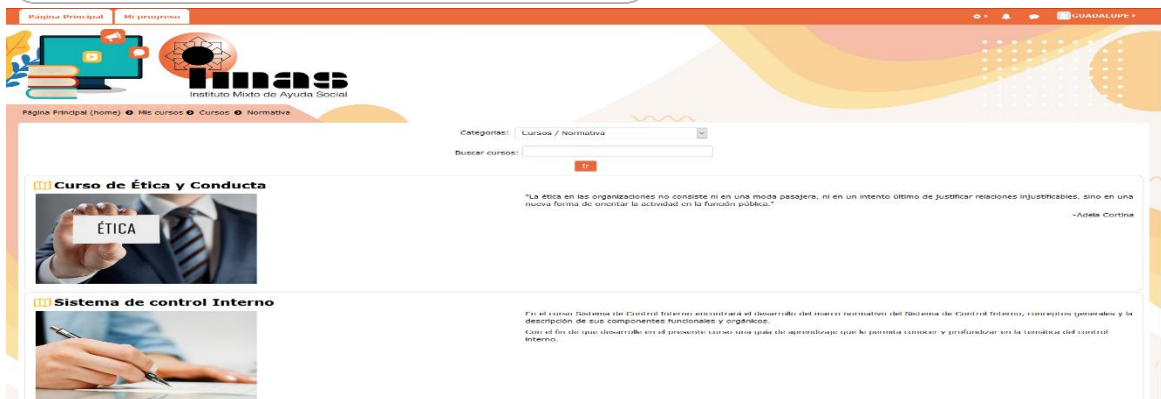 Página Principal Mi progreso GUADALUPE
imas
Instituto Mixto de Ayuda Social
Página Principal (home) Mis cursos Cursos Normativa
Categorías: Cursos / Normativa
Buscar cursos:
Ir
Curso de Ética y Conducta
"La ética en las organizaciones no consiste ni en una moda pasajera, ni en un intento último de justificar relaciones injustificables, sino en una
nueva forma de orientar la actividad en la función pública."
-Adela Cortina
ÉTICA
Sistema de control Interno
En el curso Sistema de Control Interno encontrará el desarrollo del marco normativo del Sistema de Control Interno, conceptos generales y la
descripción de sus componentes funcionales y orgánicos.
Con el fin de que desarrolle en el presente curso una guía de aprendizaje que le permita conocer y profundizar en la temática del control
interno.